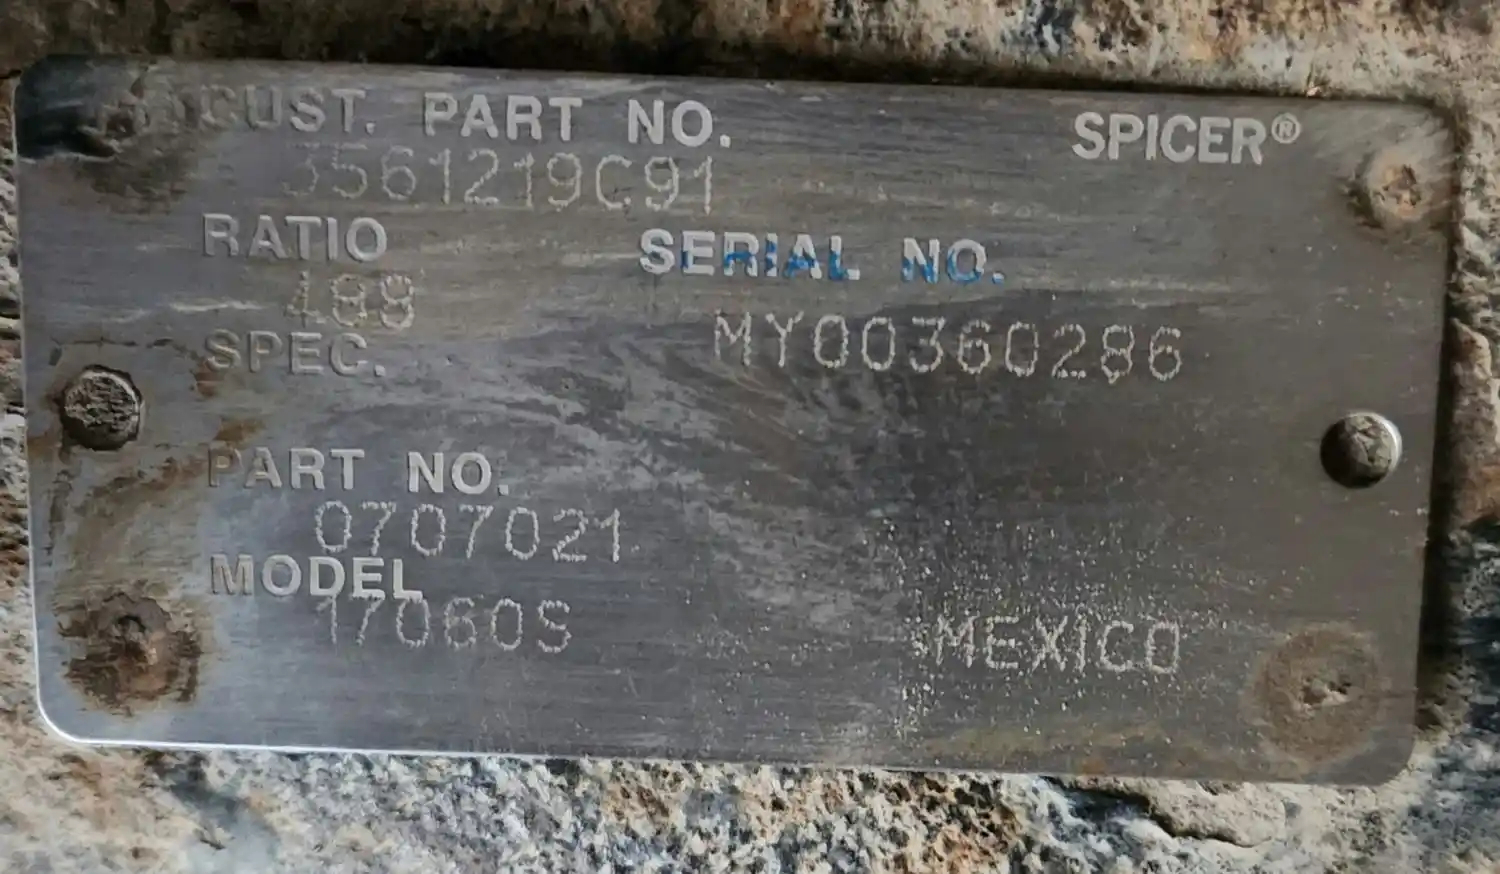 CUST. PART NO.
SPICER®
3561219C91
RATIO
SERIAL NO.
488
MY00360286
SPEC.
PART NO.
0707021
MODEL
17060S
MEXICO